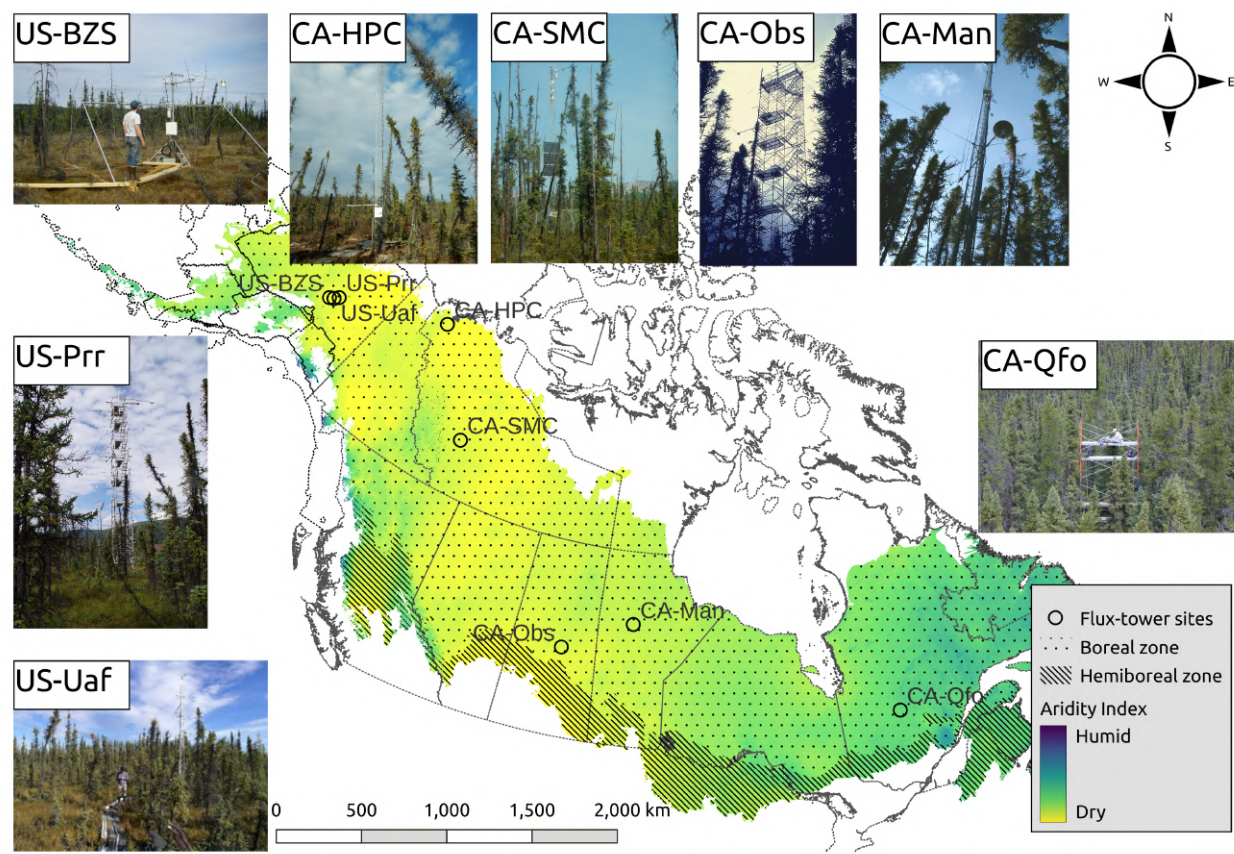 US-BZS
CA-HPC
CA-SMC
CA-Obs
CA-Man
N
W
E
S
US-BZS
US-Prr
US-Uaf
CA-HPC
US-Prr
CA-Qfo
CA-SMC
CA-Man
CA-Obs
CA-Qfo
US-Uaf
Flux-tower sites
Boreal zone
Hemiboreal zone
Aridity Index
Humid
Dry
0 500 1,000 1,500 2,000 km